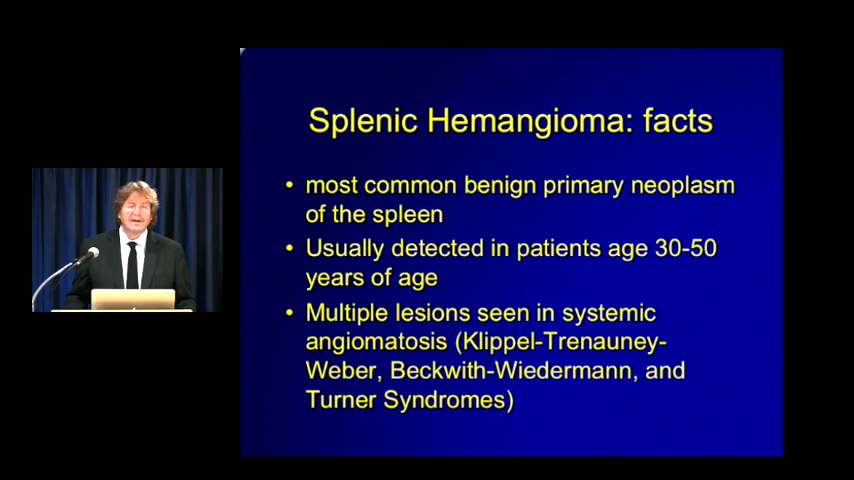 Splenic Hemangioma: facts
• most common benign primary neoplasm
of the spleen
• Usually detected in patients age 30-50
years of age
• Multiple lesions seen in systemic
angiomatosis (Klippel-Trenauney-
Weber, Beckwith-Wiedermann, and
Turner Syndromes)